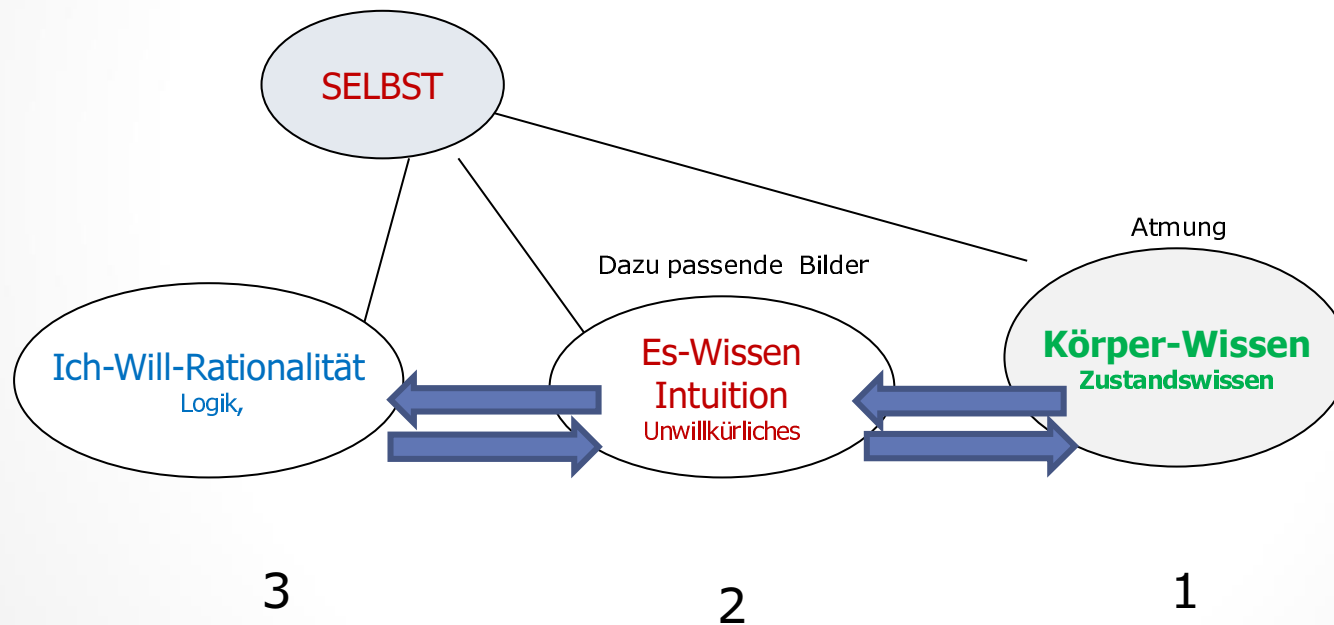 SELBST
Atmung
Dazu passende Bilder
Ich-Will-Rationalität
Logik,
Es-Wissen
Intuition
Unwillkürliches
Körper-Wissen
Zustandswissen
3
2
1